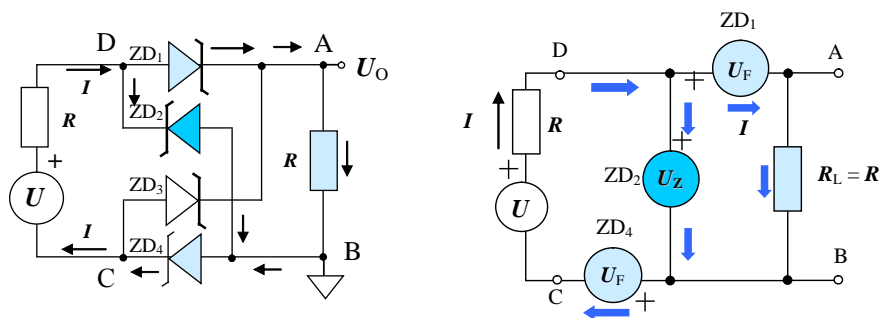 D
ZD1
A
UO
I
ZD2
R
R
+
U
ZD3
I
ZD4
B
C
ZD1
D
UF
A
+
I
I
R
+
+
ZD2
UZ
RL = R
U
ZD4
B
C
UF
+